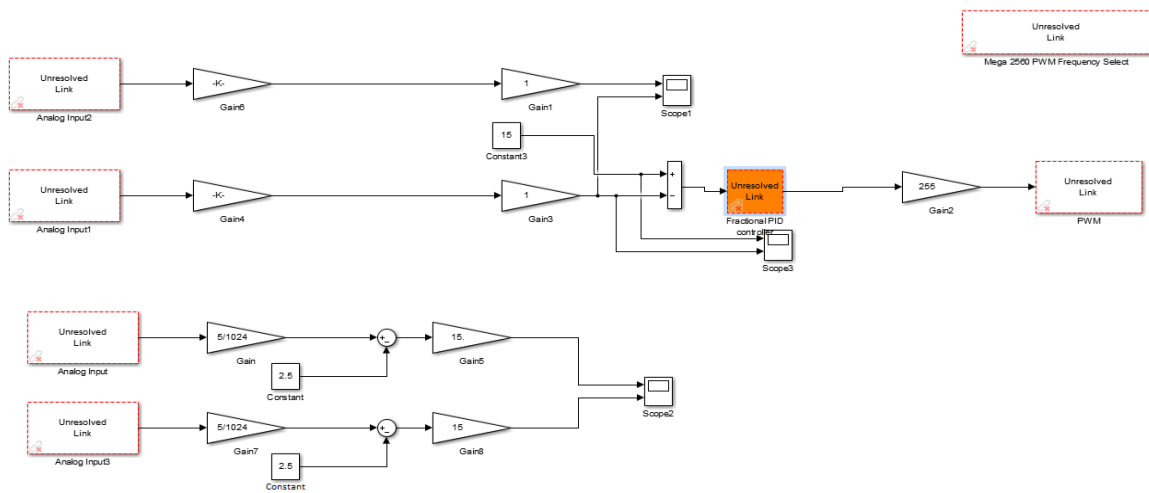 Unresolved
Link
Mega 2560 PWM Frequency Select
Unresolved
Link
Analog Input2
-K-
Gain6
1
Gain1
Scope1
15
Constant3
Unresolved
Link
Analog Input1
-K-
Gain4
1
Gain3
+
−
Unresolved
Link
Fractional PID
controller
Scope3
255
Gain2
Unresolved
Link
PWM
Unresolved
Link
Analog Input
5/1024
Gain
2.5
Constant
+
−
15.
Gain5
Scope2
Unresolved
Link
Analog Input3
5/1024
Gain7
2.5
Constant
+
−
15
Gain8